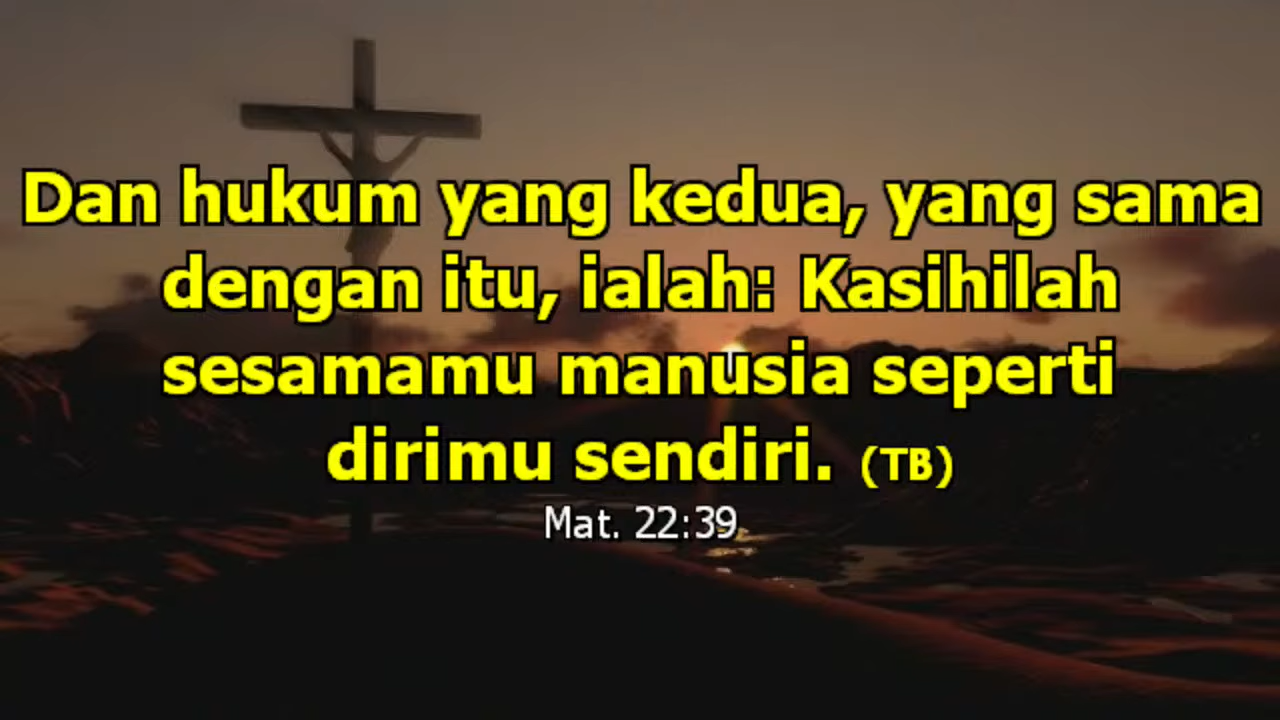 Dan hukum yang kedua, yang sama
dengan itu, ialah: Kasihilah
sesamamu manusia seperti
dirimu sendiri. (TB)
Mat. 22:39